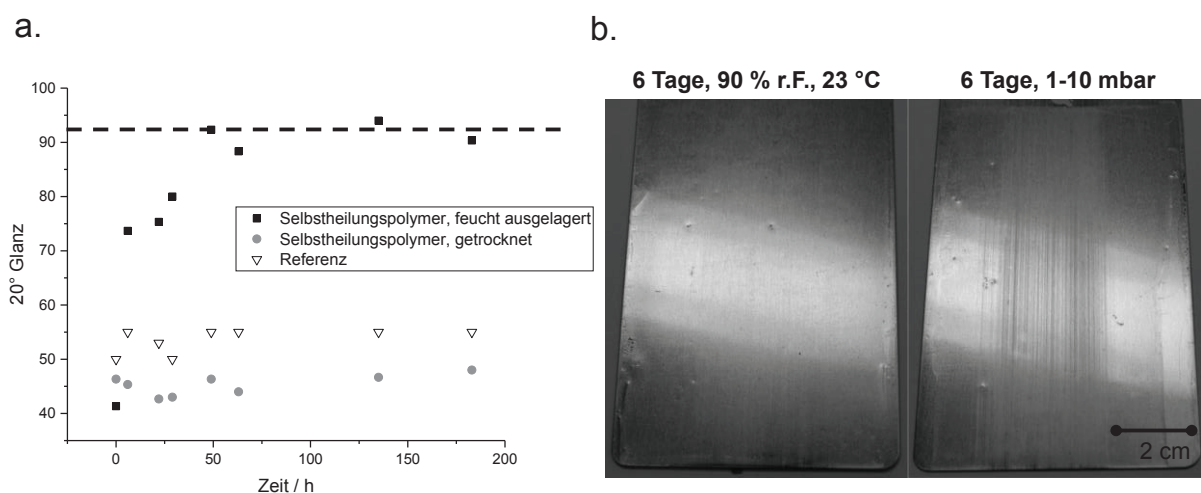 a.
100
90
80
70
60
50
40
20° Glanz
Selbstheilungspolymer, feucht ausgelagert
Selbstheilungspolymer, getrocknet
Referenz
0
50
100
150
200
Zeit / h
b.
6 Tage, 90 % r.F., 23 °C
6 Tage, 1-10 mbar
2 cm